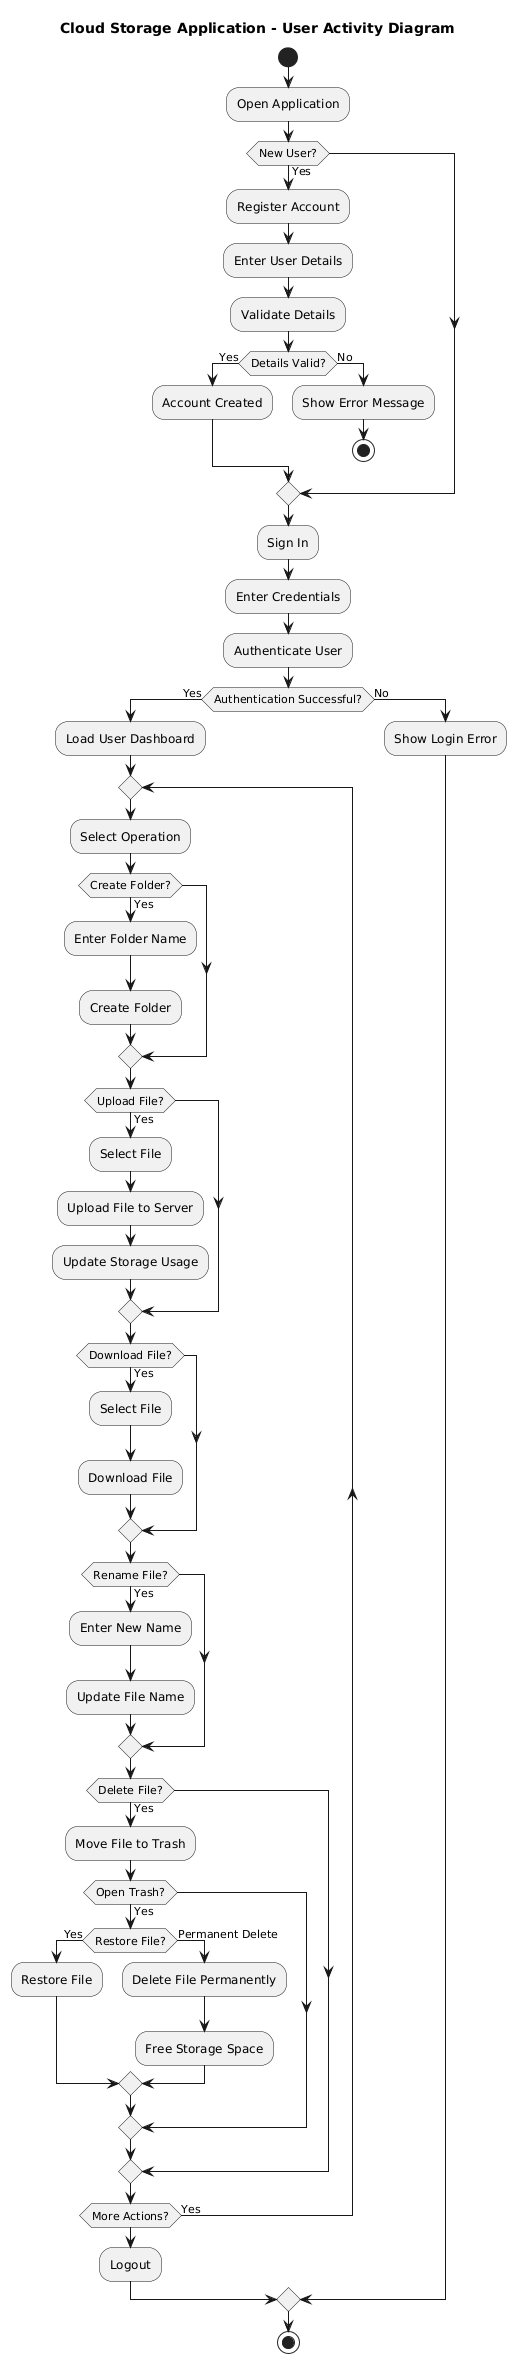 Cloud Storage Application - User Activity Diagram
Open Application
New User?
Yes
Register Account
Enter User Details
Validate Details
Yes
Details Valid?
No
Account Created
Show Error Message
Sign In
Enter Credentials
Authenticate User
Yes
Authentication Successful?
No
Load User Dashboard
Show Login Error
Select Operation
Create Folder?
Yes
Enter Folder Name
Create Folder
Upload File?
Yes
Select File
Upload File to Server
Update Storage Usage
Download File?
Yes
Select File
Download File
Rename File?
Yes
Enter New Name
Update File Name
Delete File?
Yes
Move File to Trash
Open Trash?
Yes
Yes
Restore File?
Permanent Delete
Restore File
Delete File Permanently
Free Storage Space
More Actions?
Yes
Logout